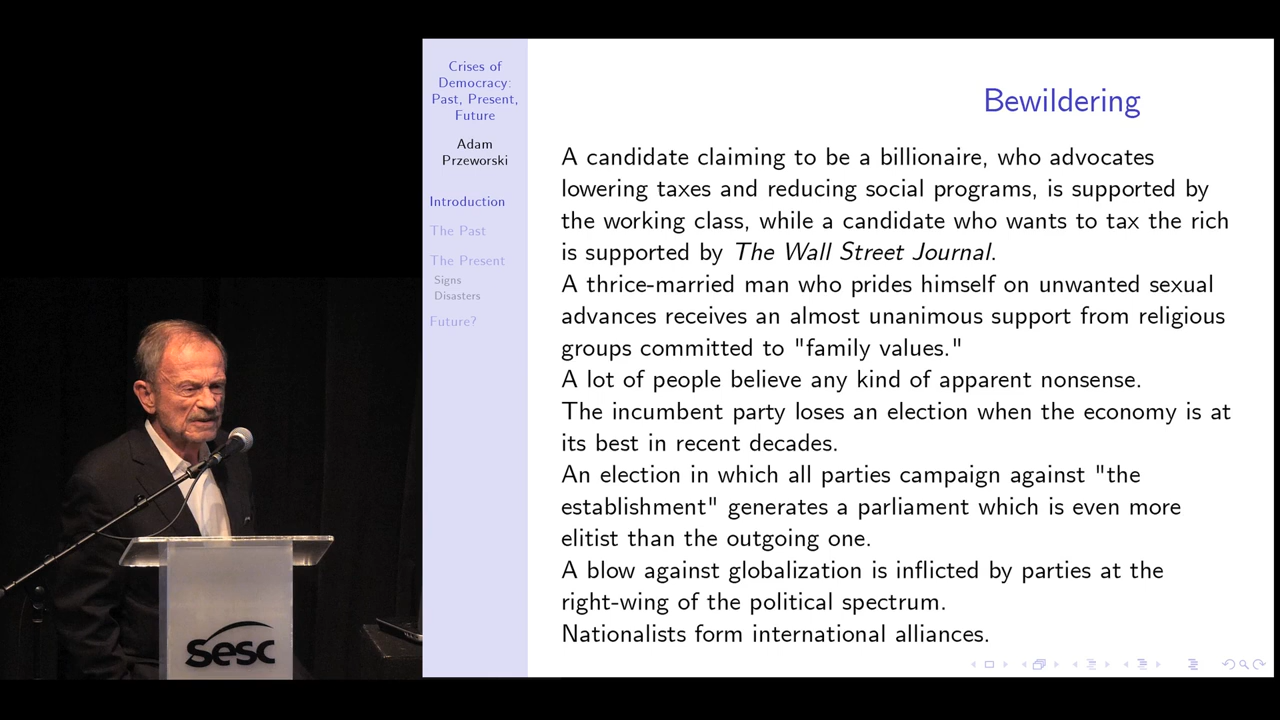 Crises of
Democracy:
Past, Present,
Future
Adam
Przeworski
Introduction
The Past
The Present
Signs
Disasters
Future?
Bewildering
A candidate claiming to be a billionaire, who advocates
lowering taxes and reducing social programs, is supported by
the working class, while a candidate who wants to tax the rich
is supported by The Wall Street Journal.
A thrice-married man who prides himself on unwanted sexual
advances receives an almost unanimous support from religious
groups committed to "family values."
A lot of people believe any kind of apparent nonsense.
The incumbent party loses an election when the economy is at
its best in recent decades.
An election in which all parties campaign against "the
establishment" generates a parliament which is even more
elitist than the outgoing one.
A blow against globalization is inflicted by parties at the
right-wing of the political spectrum.
Nationalists form international alliances.
sesc